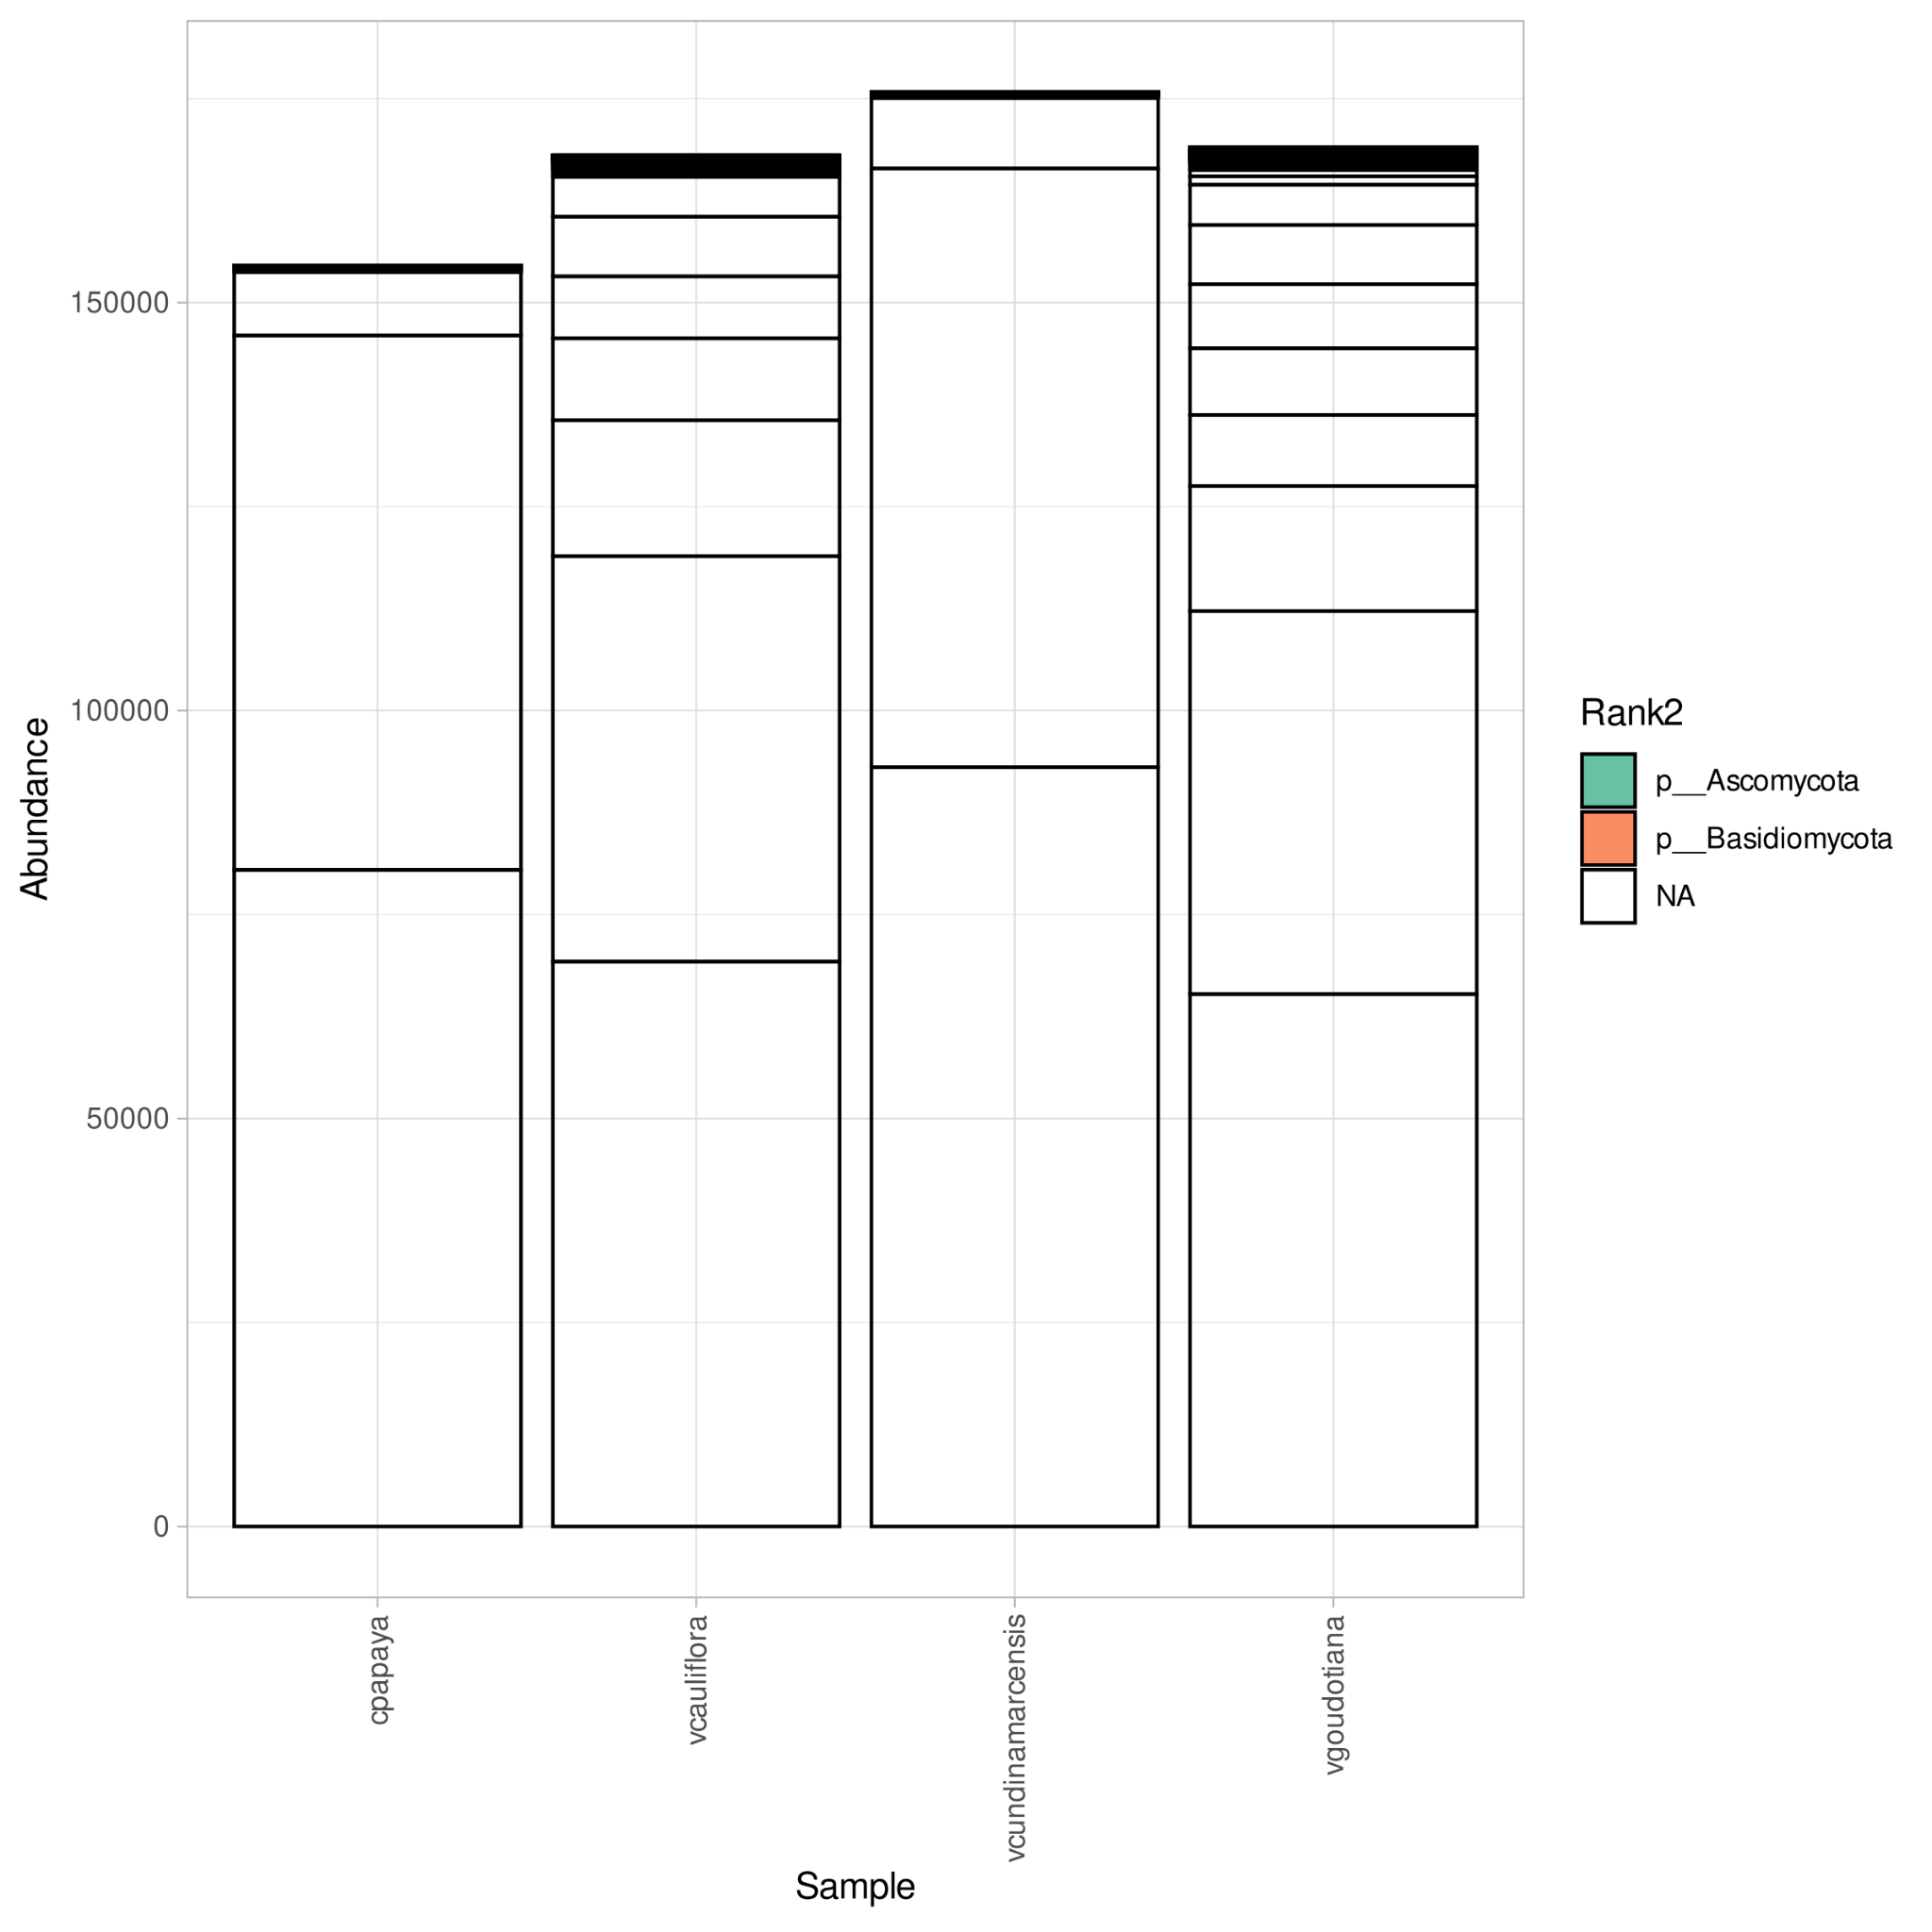 Abundance
150000
100000
50000
0
cpapaya
vcauliflora
vcundinamarcensis
vgoudotiana
Sample
Rank2
p__Ascomycota
p__Basidiomycota
NA